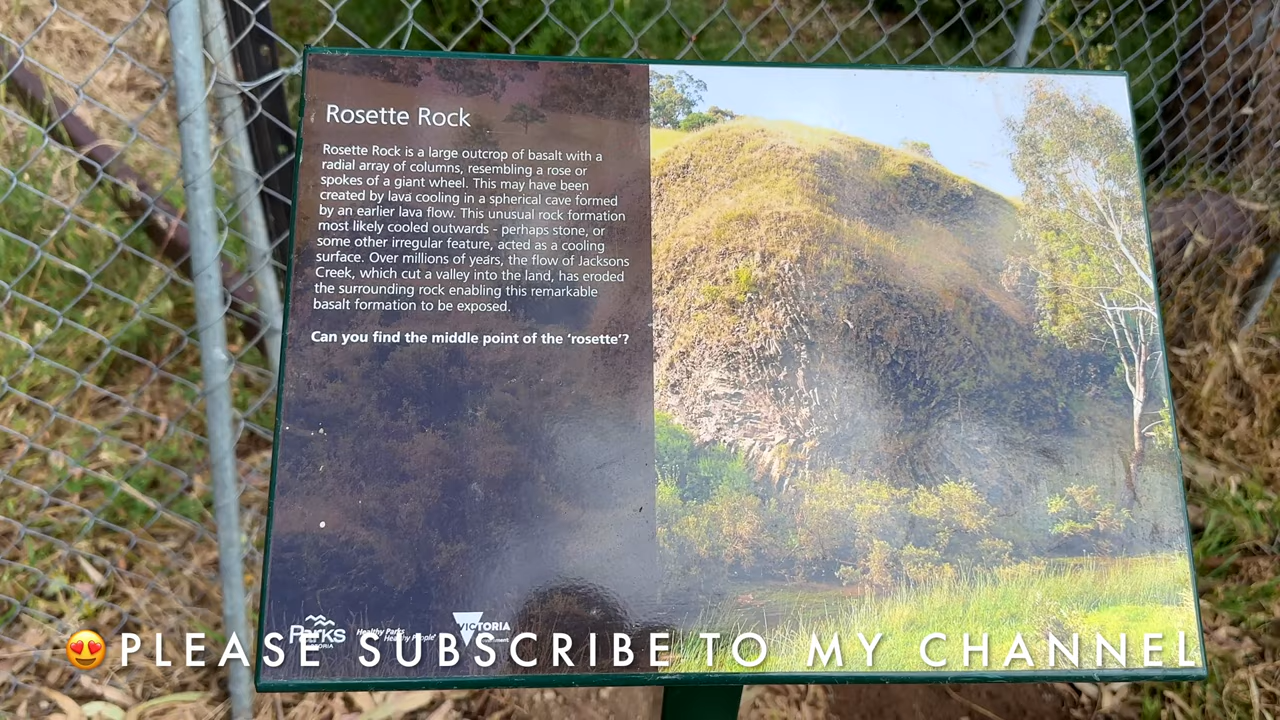 Rosette Rock
Rosette Rock is a large outcrop of basalt with a
radial array of columns, resembling a rose or
spokes of a giant wheel. This may have been
created by lava cooling in a spherical cave formed
by an earlier lava flow. This unusual rock formation
most likely cooled outwards - perhaps stone, or
some other irregular feature, acted as a cooling
surface. Over millions of years, the flow of Jacksons
Creek, which cut a valley into the land, has eroded
the surrounding rock enabling this remarkable
basalt formation to be exposed.
Can you find the middle point of the ‘rosette’?
Parks
Healthy Parks
Healthy People
VICTORIA
😍PLEASE SUBSCRIBE TO MY CHANNEL